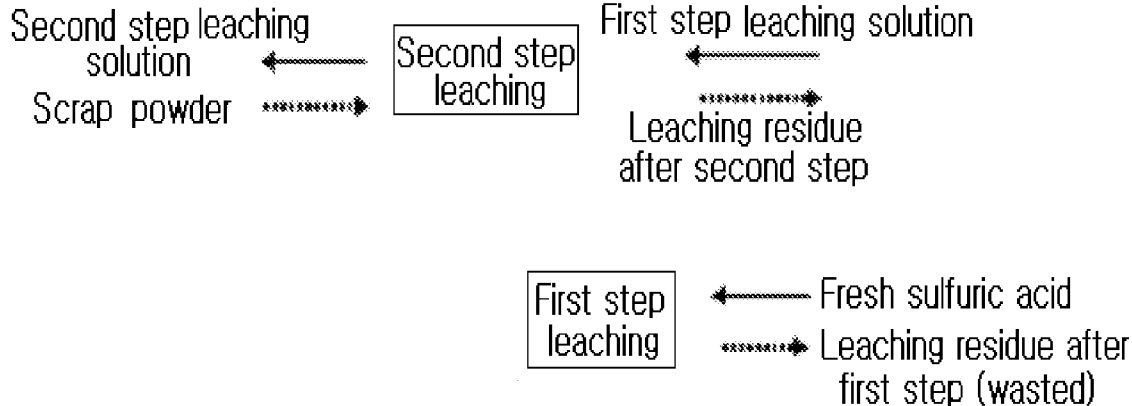 Second step leaching
solution
Scrap powder
Second step
leaching
First step leaching solution
Leaching residue
after second step
First step
leaching
Fresh sulfuric acid
Leaching residue after
first step (wasted)